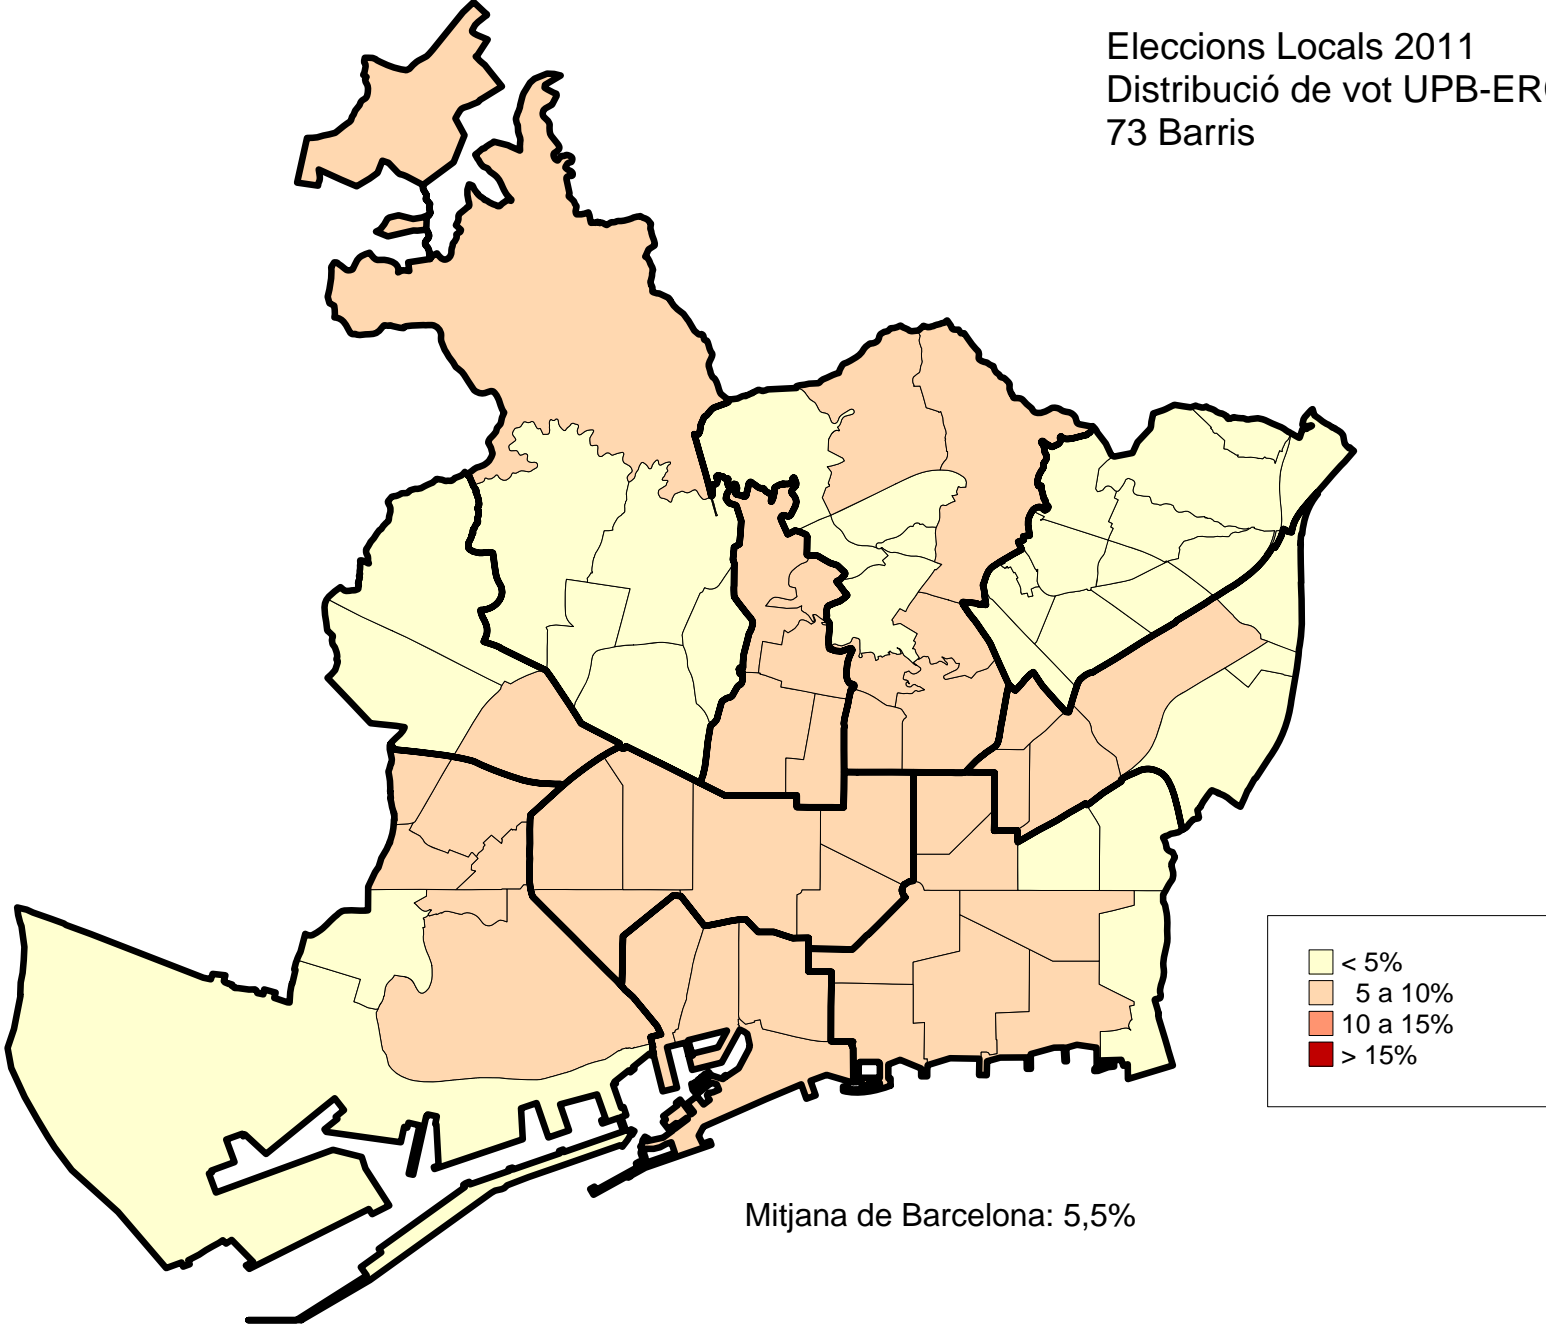 Eleccions Locals 2011
Distribució de vot UPB-ER
73 Barris
< 5%
5 a 10%
10 a 15%
> 15%
Mitjana de Barcelona: 5,5%